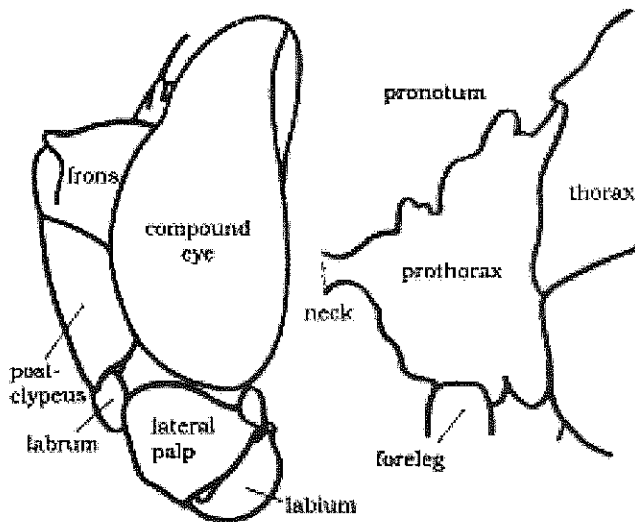 frons
compound
eye
post-
clypeus
labrum
lateral
palp
labium
pronotum
thorax
prothorax
neck
foreleg